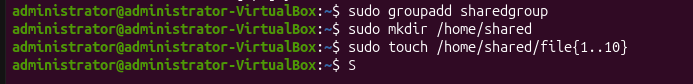 administrator@administrator-VirtualBox:~$ sudo groupadd sharedgroup
administrator@administrator-VirtualBox:~$ sudo mkdir /home/shared
administrator@administrator-VirtualBox:~$ sudo touch /home/shared/file{1..10}
administrator@administrator-VirtualBox:~$ S